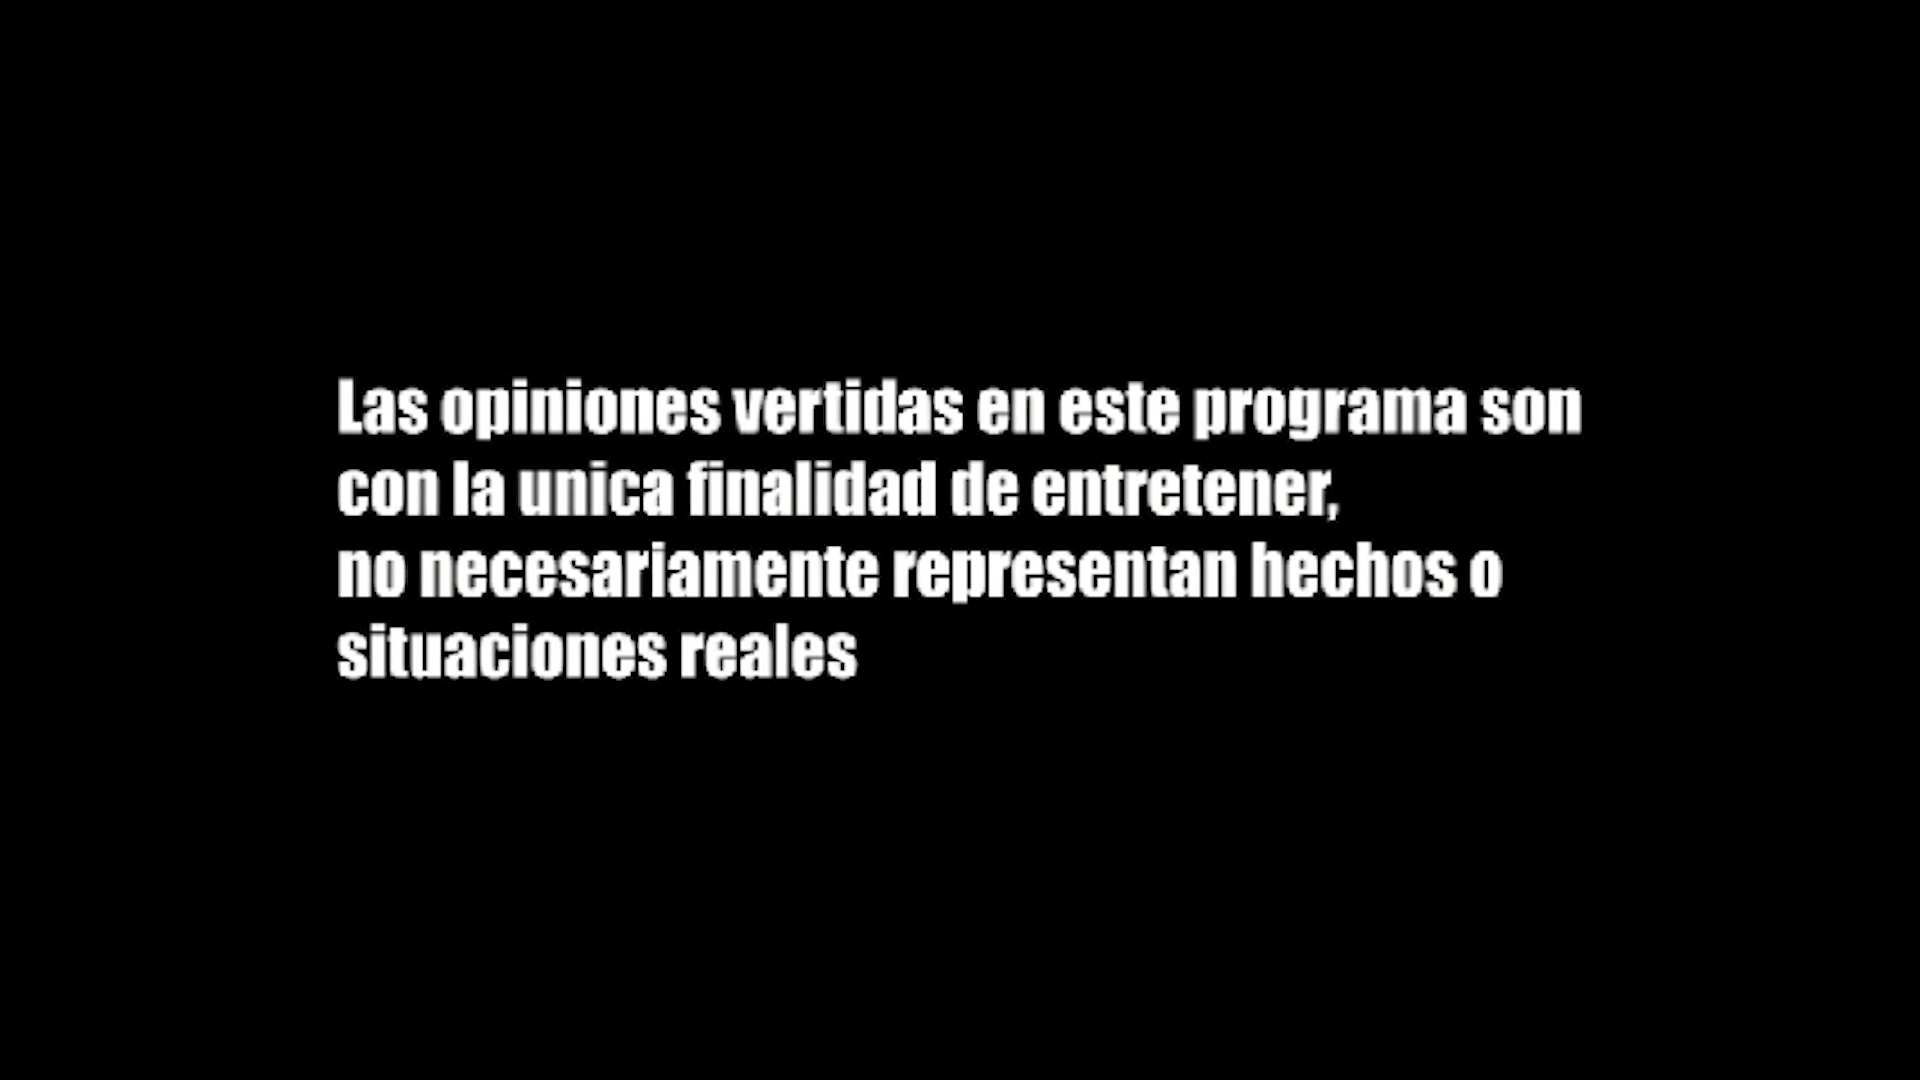 Las opiniones vertidas en este programa son
con la unica finalidad de entretener,
no necesariamente representan hechos o
situaciones reales